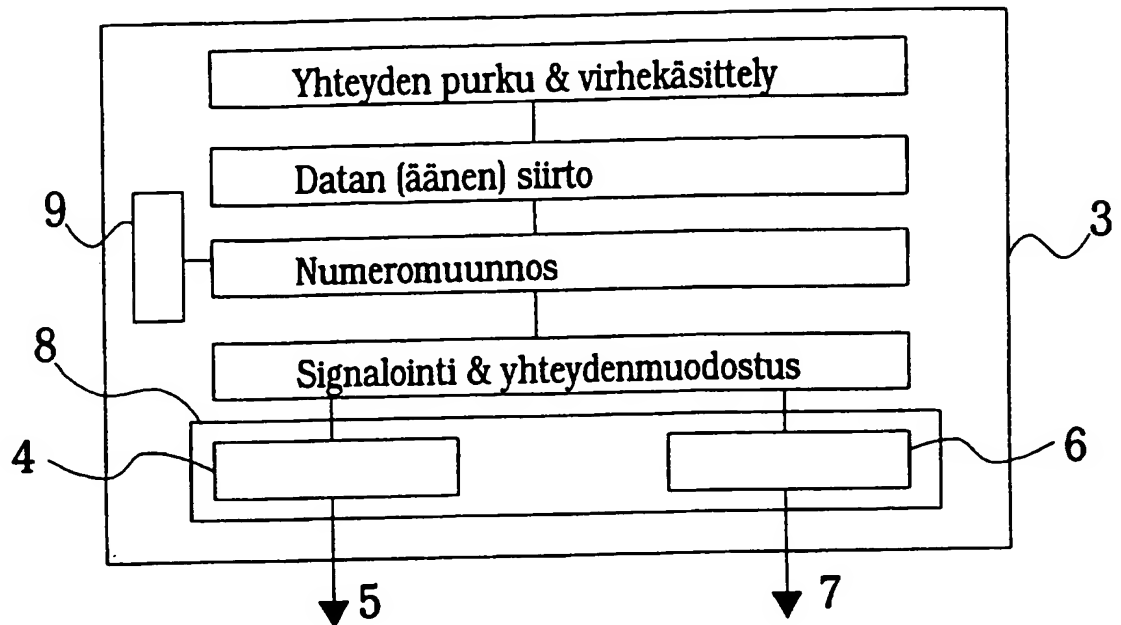 Yhteyden purku & virhekäsittely
Datan (äänen) siirto
9
3
Numeromuunnos
8
Signalointi & yhteydenmuodostus
4
6
5
7